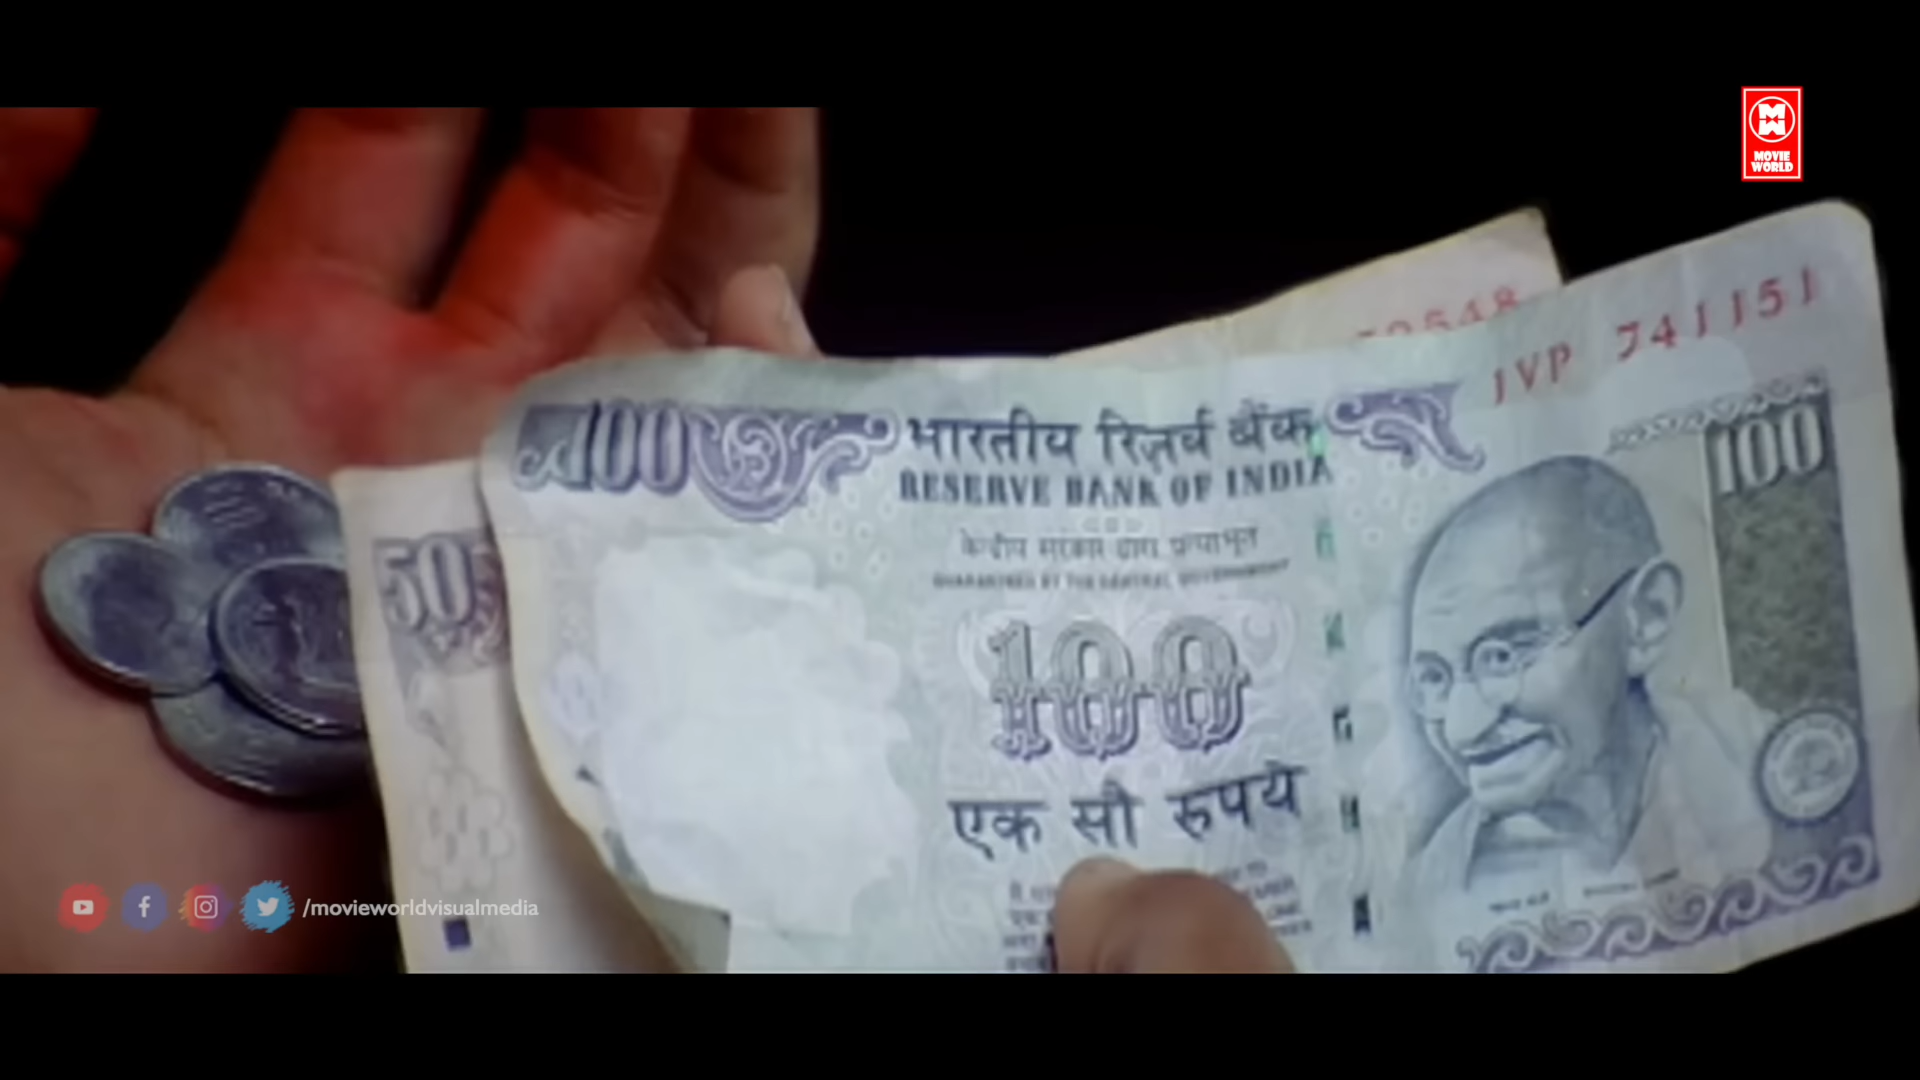 MOVIE
WORLD
1VP 741151
100
भारतीय रिज़र्व बैंक
RESERVE BANK OF INDIA
100
केन्द्रीय सरकार द्वारा प्रत्याभूत
GUARANTEED BY THE CENTRAL GOVERNMENT
50
100
एक सौ रुपये
/movieworldvisualmedia